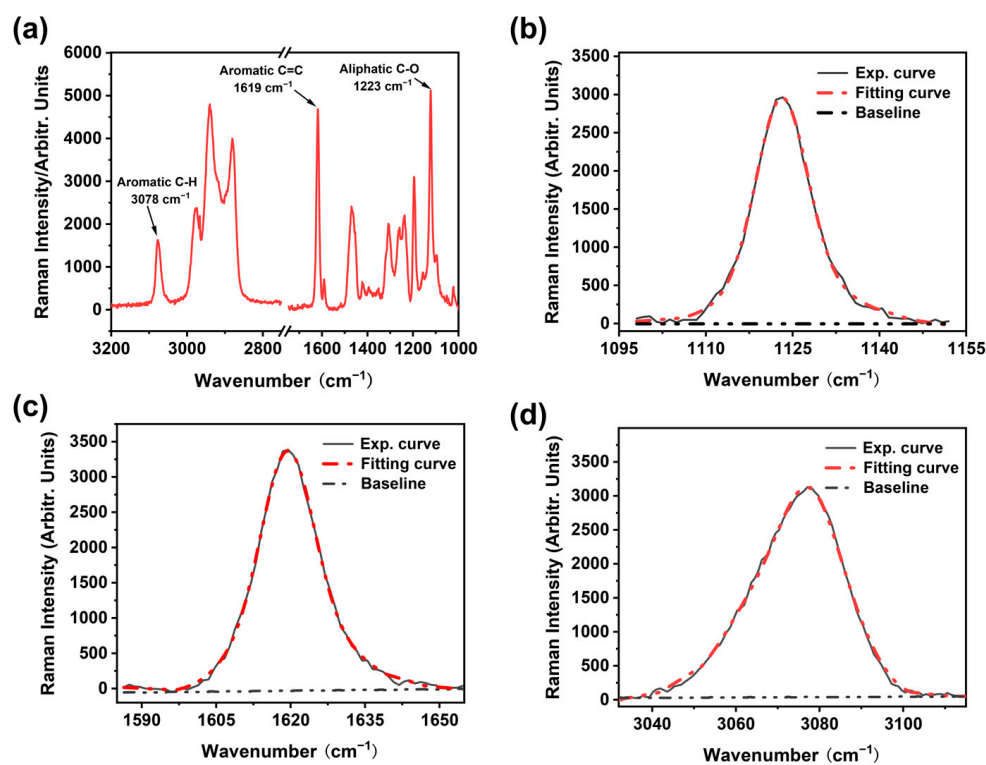 (a)
6000
5000
4000
3000
2000
1000
0
Raman Intensity/Arbitr. Units
Aromatic C=C
1619 cm⁻¹
Aliphatic C-O
1223 cm⁻¹
Aromatic C-H
3078 cm⁻¹
3200 3000 2800 1600 1400 1200 1000
Wavenumber (cm⁻¹)
(b)
3500
3000
2500
2000
1500
1000
500
0
Raman Intensity (Arbitr. Units)
Exp. curve
Fitting curve
Baseline
1095 1110 1125 1140 1155
Wavenumber (cm⁻¹)
(c)
3500
3000
2500
2000
1500
1000
500
0
Raman Intensity (Arbitr. Units)
Exp. curve
Fitting curve
Baseline
1590 1605 1620 1635 1650
Wavenumber (cm⁻¹)
(d)
3500
3000
2500
2000
1500
1000
500
0
Raman Intensity (Arbitr. Units)
Exp. curve
Fitting curve
Baseline
3040 3060 3080 3100
Wavenumber (cm⁻¹)